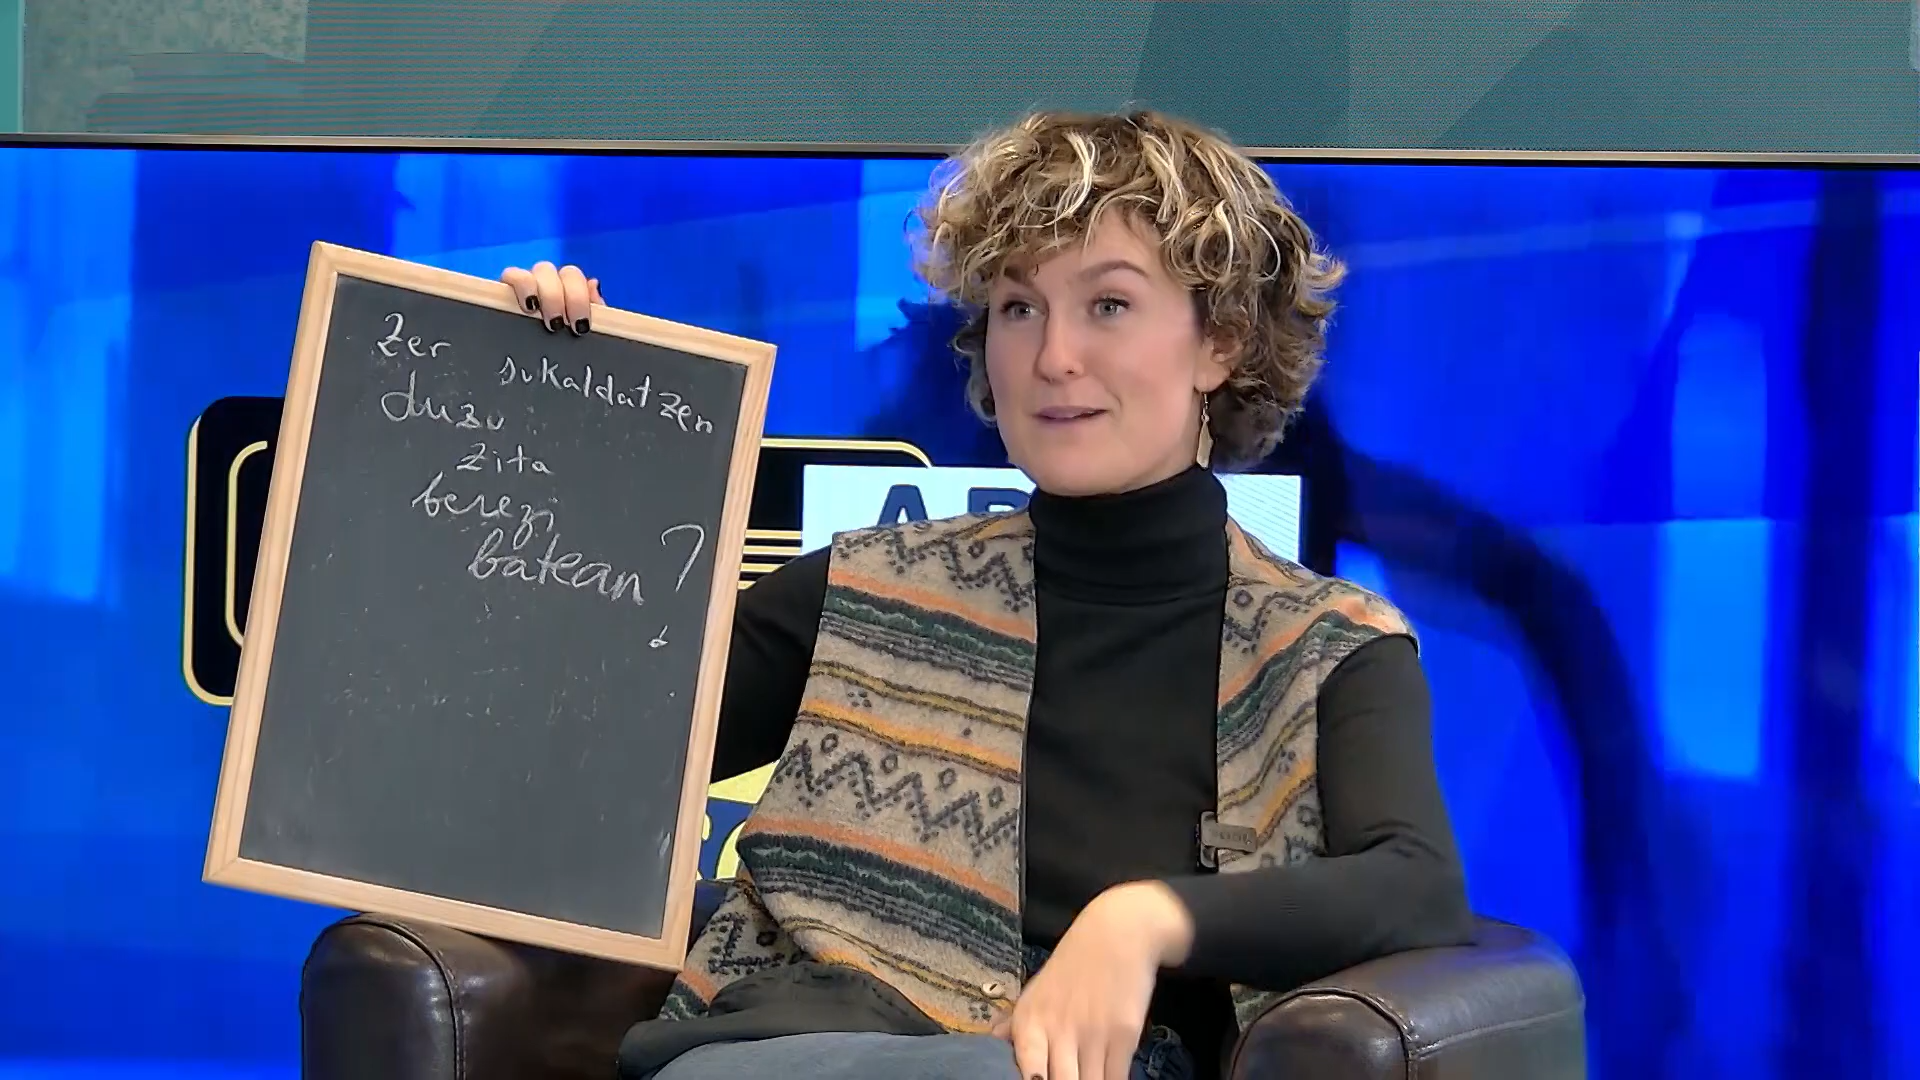 Zer sukaldatzen
duzu
zita
berezi
batean ?